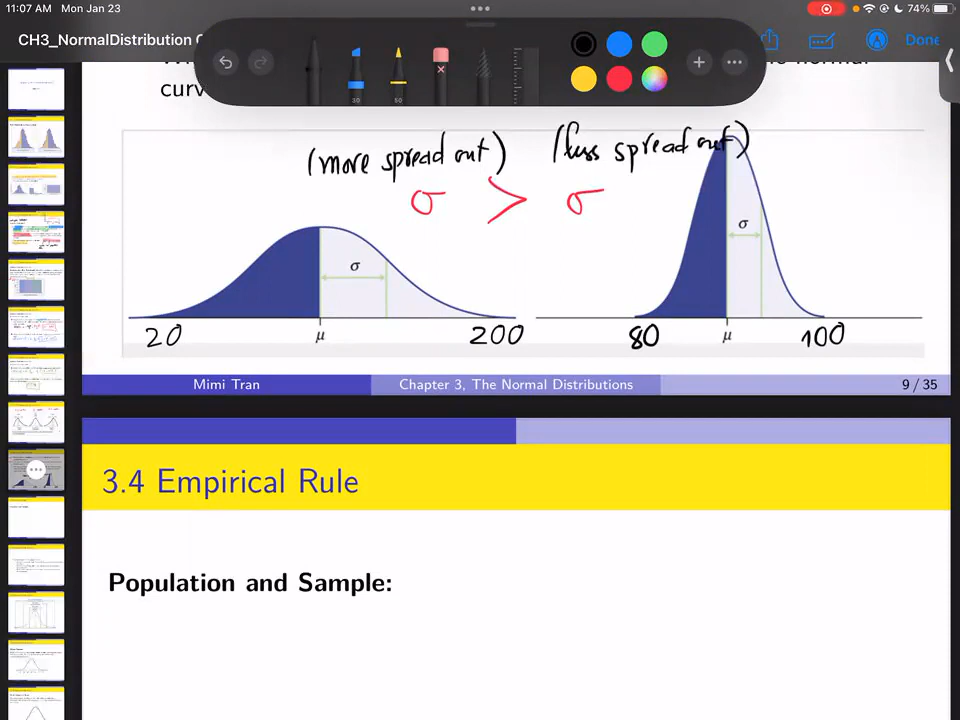 11:07 AM Mon Jan 23
74%
CH3_NormalDistribution
Done
normal
curv
(more spread out) (less spread out)
σ > σ
σ
σ
20 μ 200 80 μ 100
Mimi Tran Chapter 3, The Normal Distributions 9 / 35
3.4 Empirical Rule
Population and Sample: